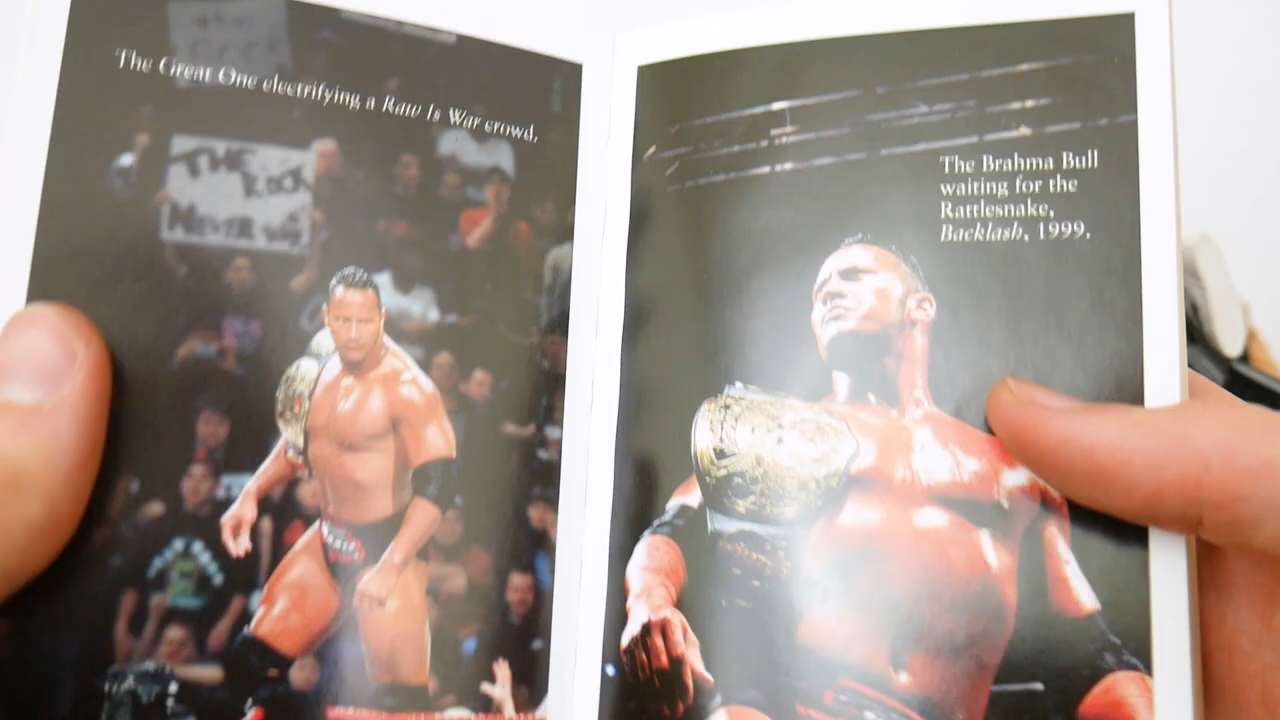 The Great One electrifying a Raw Is War crowd.
THE
ROCK
NEVER
The Brahma Bull
waiting for the
Rattlesnake,
Backlash, 1999.